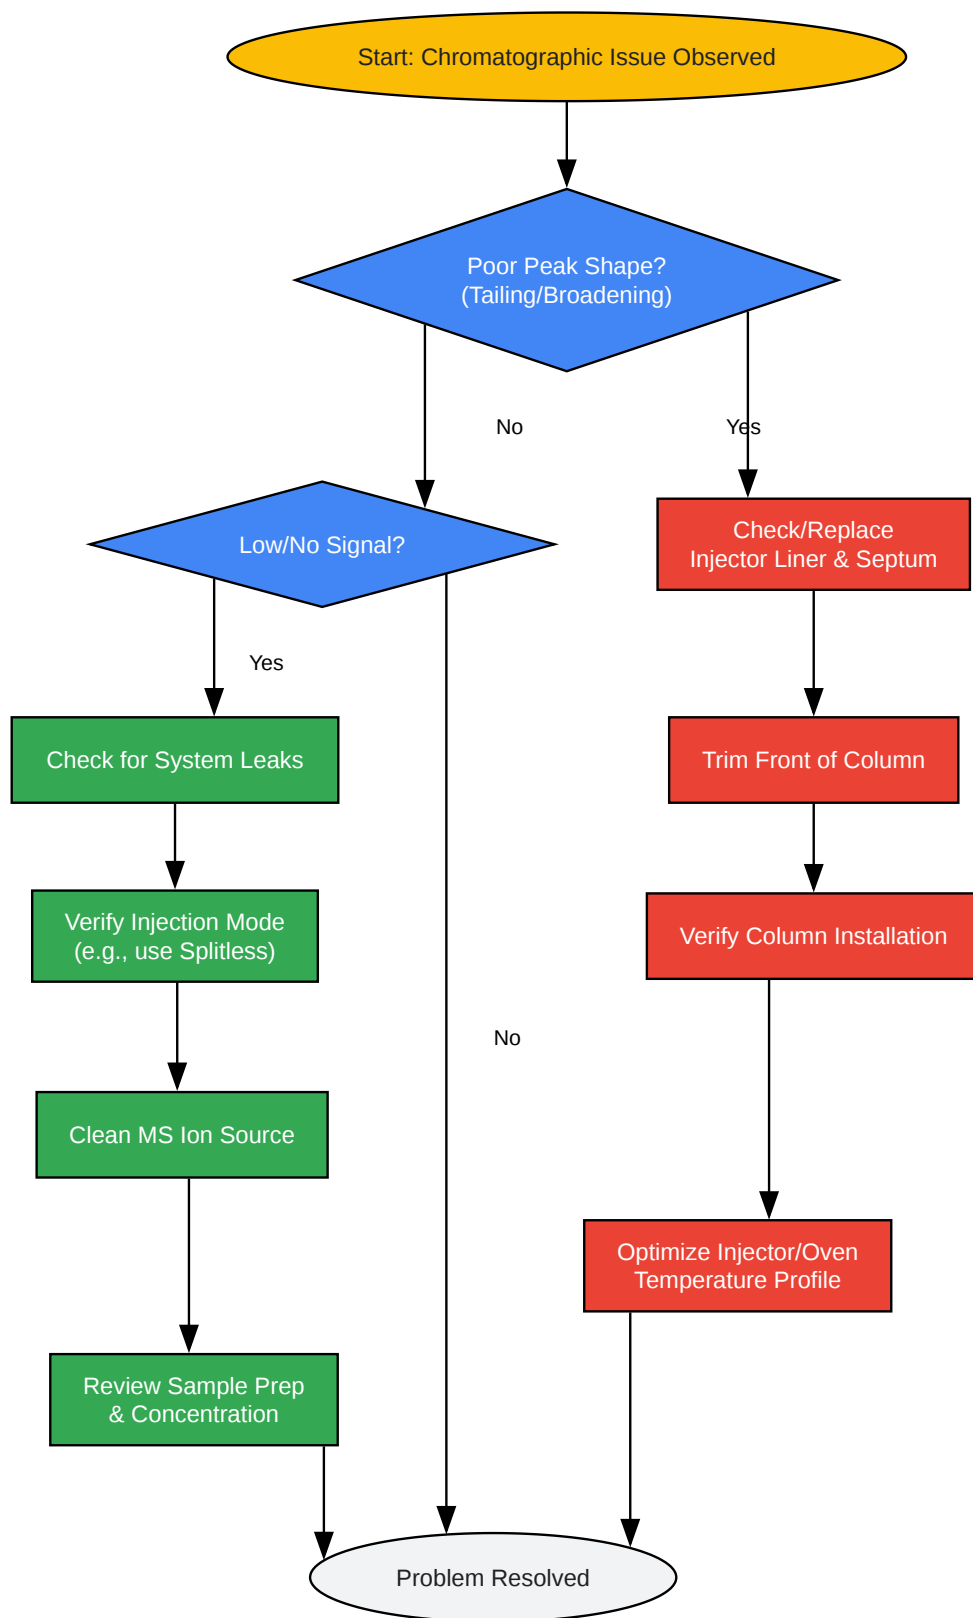 Start: Chromatographic Issue Observed
Poor Peak Shape?
(Tailing/Broadening)
No
Yes
Low/No Signal?
Check/Replace
Injector Liner & Septum
Yes
Check for System Leaks
Trim Front of Column
Verify Injection Mode
(e.g., use Splitless)
Verify Column Installation
No
Clean MS Ion Source
Optimize Injector/Oven
Temperature Profile
Review Sample Prep
& Concentration
Problem Resolved